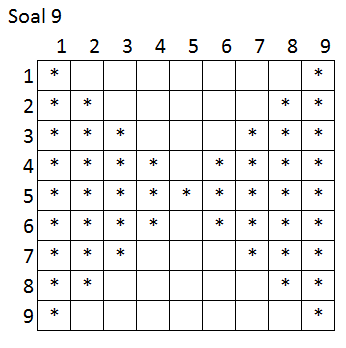 Soal 9
1 2 3 4 5 6 7 8 9
1 * *
2 * * * *
3 * * * * * *
4 * * * * * * * *
5 * * * * * * * * *
6 * * * * * * * *
7 * * * * * *
8 * * * *
9 * *